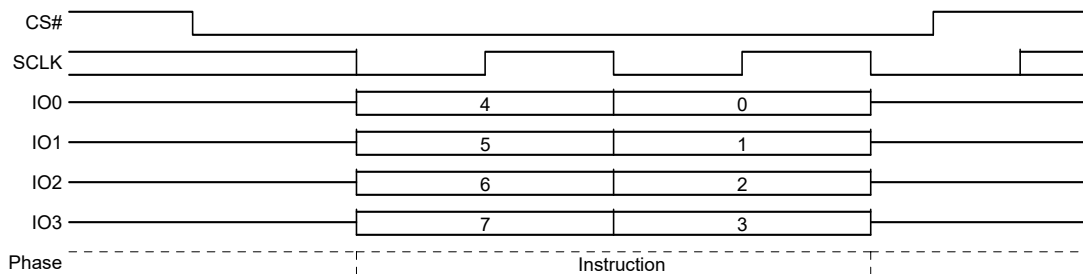 CS#
SCLK
IO0 4 0
IO1 5 1
IO2 6 2
IO3 7 3
Phase Instruction